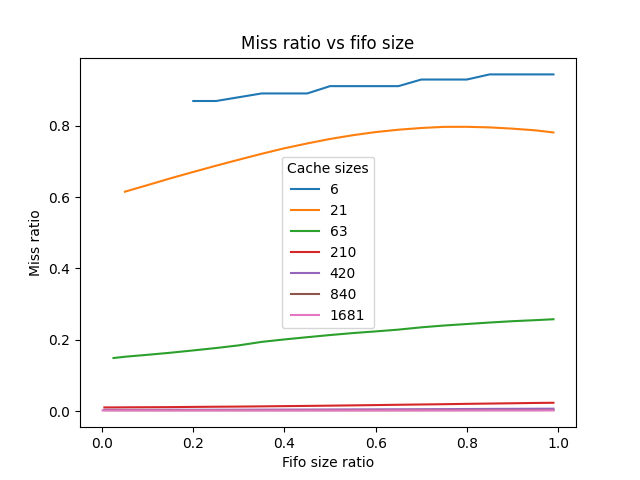 Miss ratio vs fifo size
Miss ratio
0.8
0.6
0.4
0.2
0.0
Cache sizes
6
21
63
210
420
840
1681
0.0 0.2 0.4 0.6 0.8 1.0
Fifo size ratio